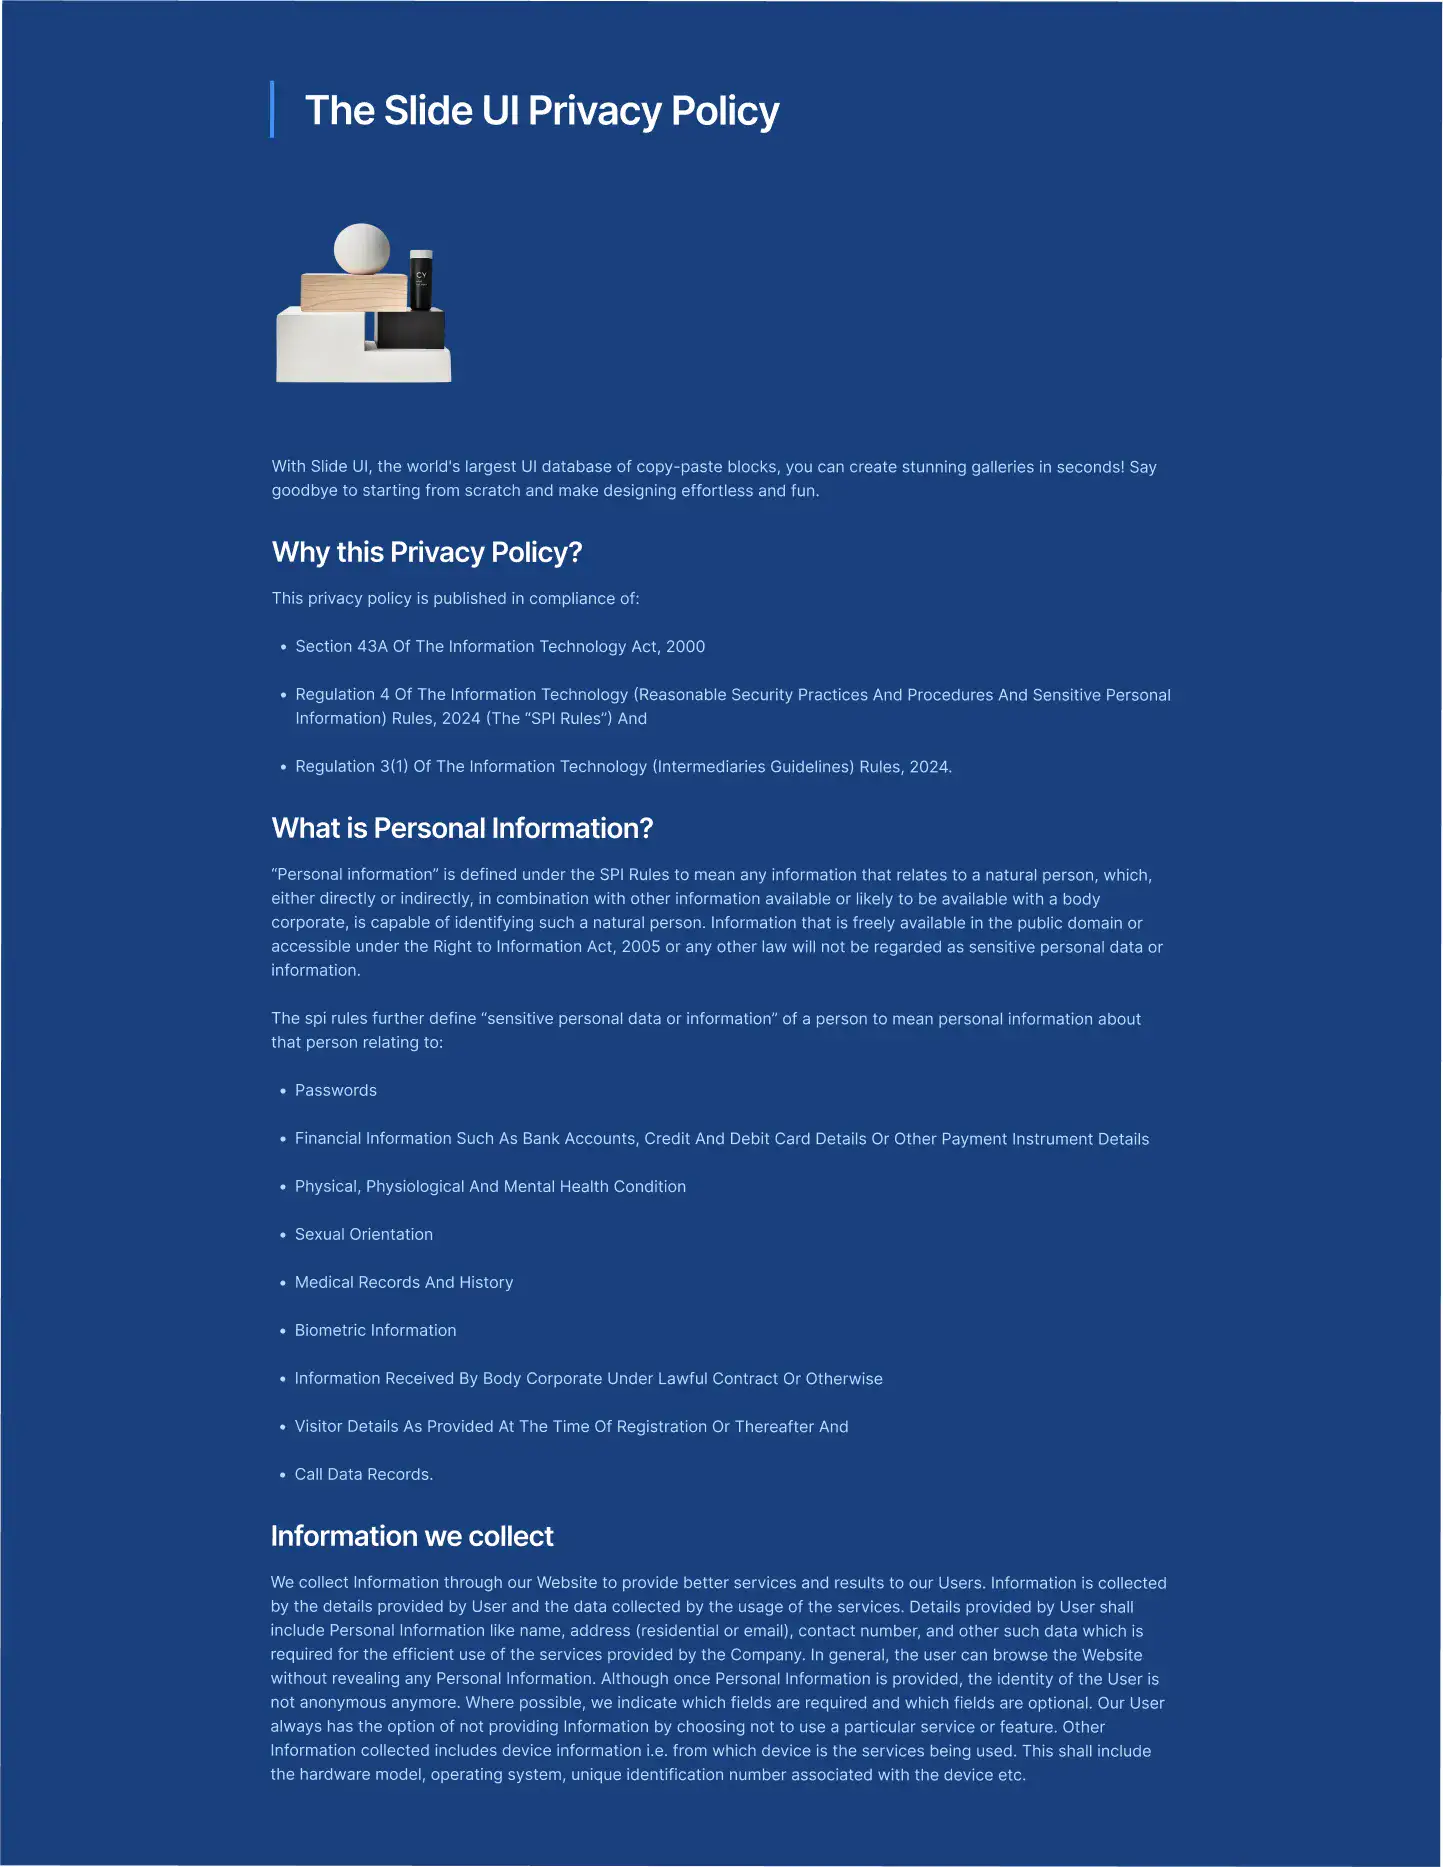 The Slide UI Privacy Policy
CY
With Slide UI, the world's largest UI database of copy-paste blocks, you can create stunning galleries in seconds! Say
goodbye to starting from scratch and make designing effortless and fun.
Why this Privacy Policy?
This privacy policy is published in compliance of:
• Section 43A Of The Information Technology Act, 2000
• Regulation 4 Of The Information Technology (Reasonable Security Practices And Procedures And Sensitive Personal
Information) Rules, 2024 (The “SPI Rules”) And
• Regulation 3(1) Of The Information Technology (Intermediaries Guidelines) Rules, 2024.
What is Personal Information?
“Personal information” is defined under the SPI Rules to mean any information that relates to a natural person, which,
either directly or indirectly, in combination with other information available or likely to be available with a body
corporate, is capable of identifying such a natural person. Information that is freely available in the public domain or
accessible under the Right to Information Act, 2005 or any other law will not be regarded as sensitive personal data or
information.
The spi rules further define “sensitive personal data or information” of a person to mean personal information about
that person relating to:
• Passwords
• Financial Information Such As Bank Accounts, Credit And Debit Card Details Or Other Payment Instrument Details
• Physical, Physiological And Mental Health Condition
• Sexual Orientation
• Medical Records And History
• Biometric Information
• Information Received By Body Corporate Under Lawful Contract Or Otherwise
• Visitor Details As Provided At The Time Of Registration Or Thereafter And
• Call Data Records.
Information we collect
We collect Information through our Website to provide better services and results to our Users. Information is collected
by the details provided by User and the data collected by the usage of the services. Details provided by User shall
include Personal Information like name, address (residential or email), contact number, and other such data which is
required for the efficient use of the services provided by the Company. In general, the user can browse the Website
without revealing any Personal Information. Although once Personal Information is provided, the identity of the User is
not anonymous anymore. Where possible, we indicate which fields are required and which fields are optional. Our User
always has the option of not providing Information by choosing not to use a particular service or feature. Other
Information collected includes device information i.e. from which device is the services being used. This shall include
the hardware model, operating system, unique identification number associated with the device etc.